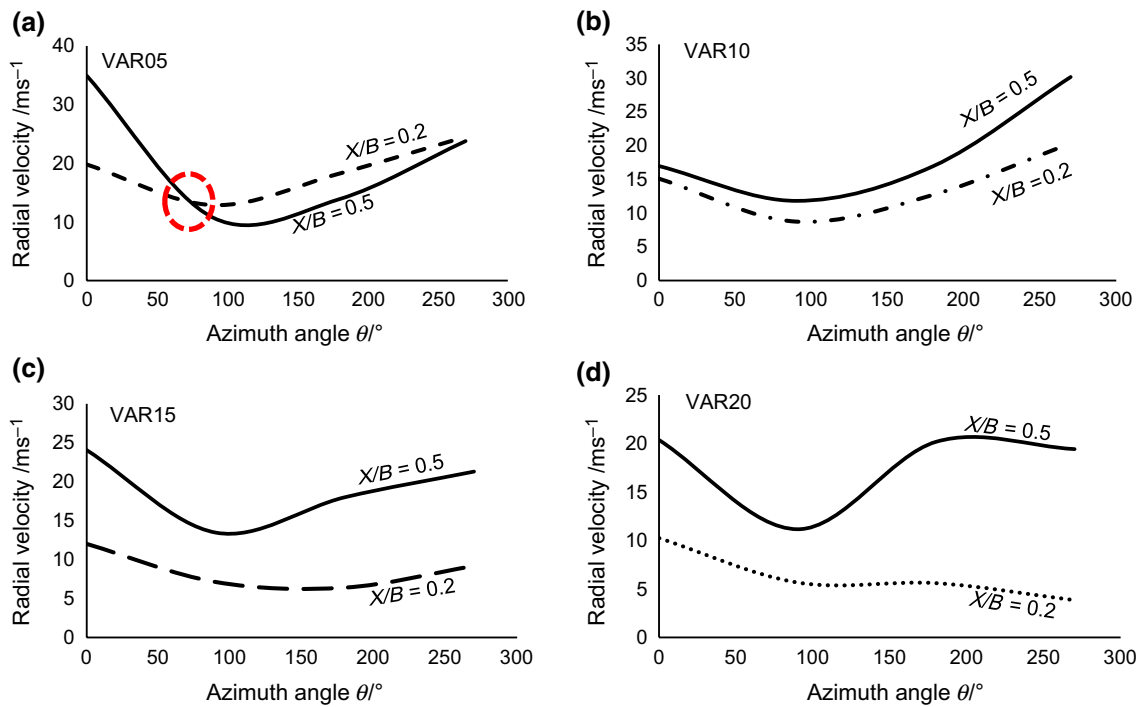 (a)
VAR05
Radial velocity /ms⁻¹
40
30
20
10
0
X/B = 0.2
X/B = 0.5
0 50 100 150 200 250 300
Azimuth angle θ/°
(b)
VAR10
Radial velocity /ms⁻¹
35
30
25
20
15
10
5
0
X/B = 0.5
X/B = 0.2
0 50 100 150 200 250 300
Azimuth angle θ/°
(c)
VAR15
Radial velocity /ms⁻¹
30
25
20
15
10
5
0
X/B = 0.5
X/B = 0.2
0 50 100 150 200 250 300
Azimuth angle θ/°
(d)
VAR20
Radial velocity /ms⁻¹
25
20
15
10
5
0
X/B = 0.5
X/B = 0.2
0 50 100 150 200 250 300
Azimuth angle θ/°